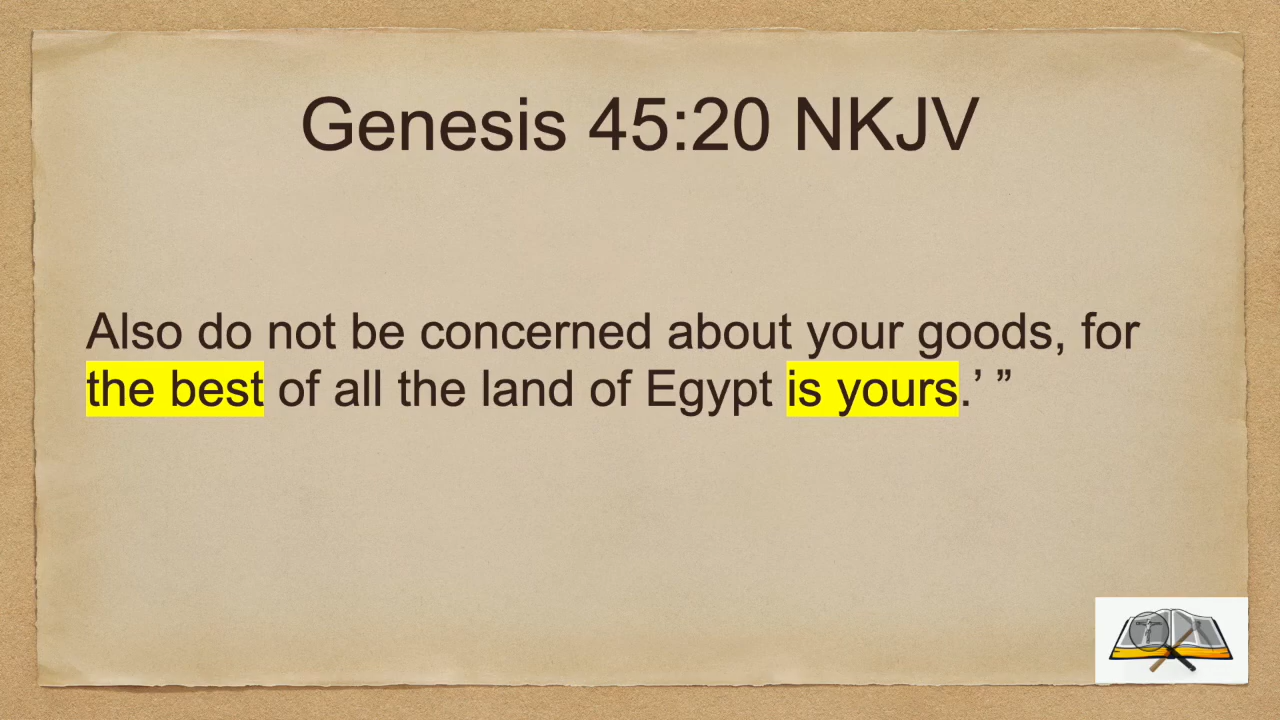 Genesis 45:20 NKJV
Also do not be concerned about your goods, for
the best of all the land of Egypt is yours.’ ”